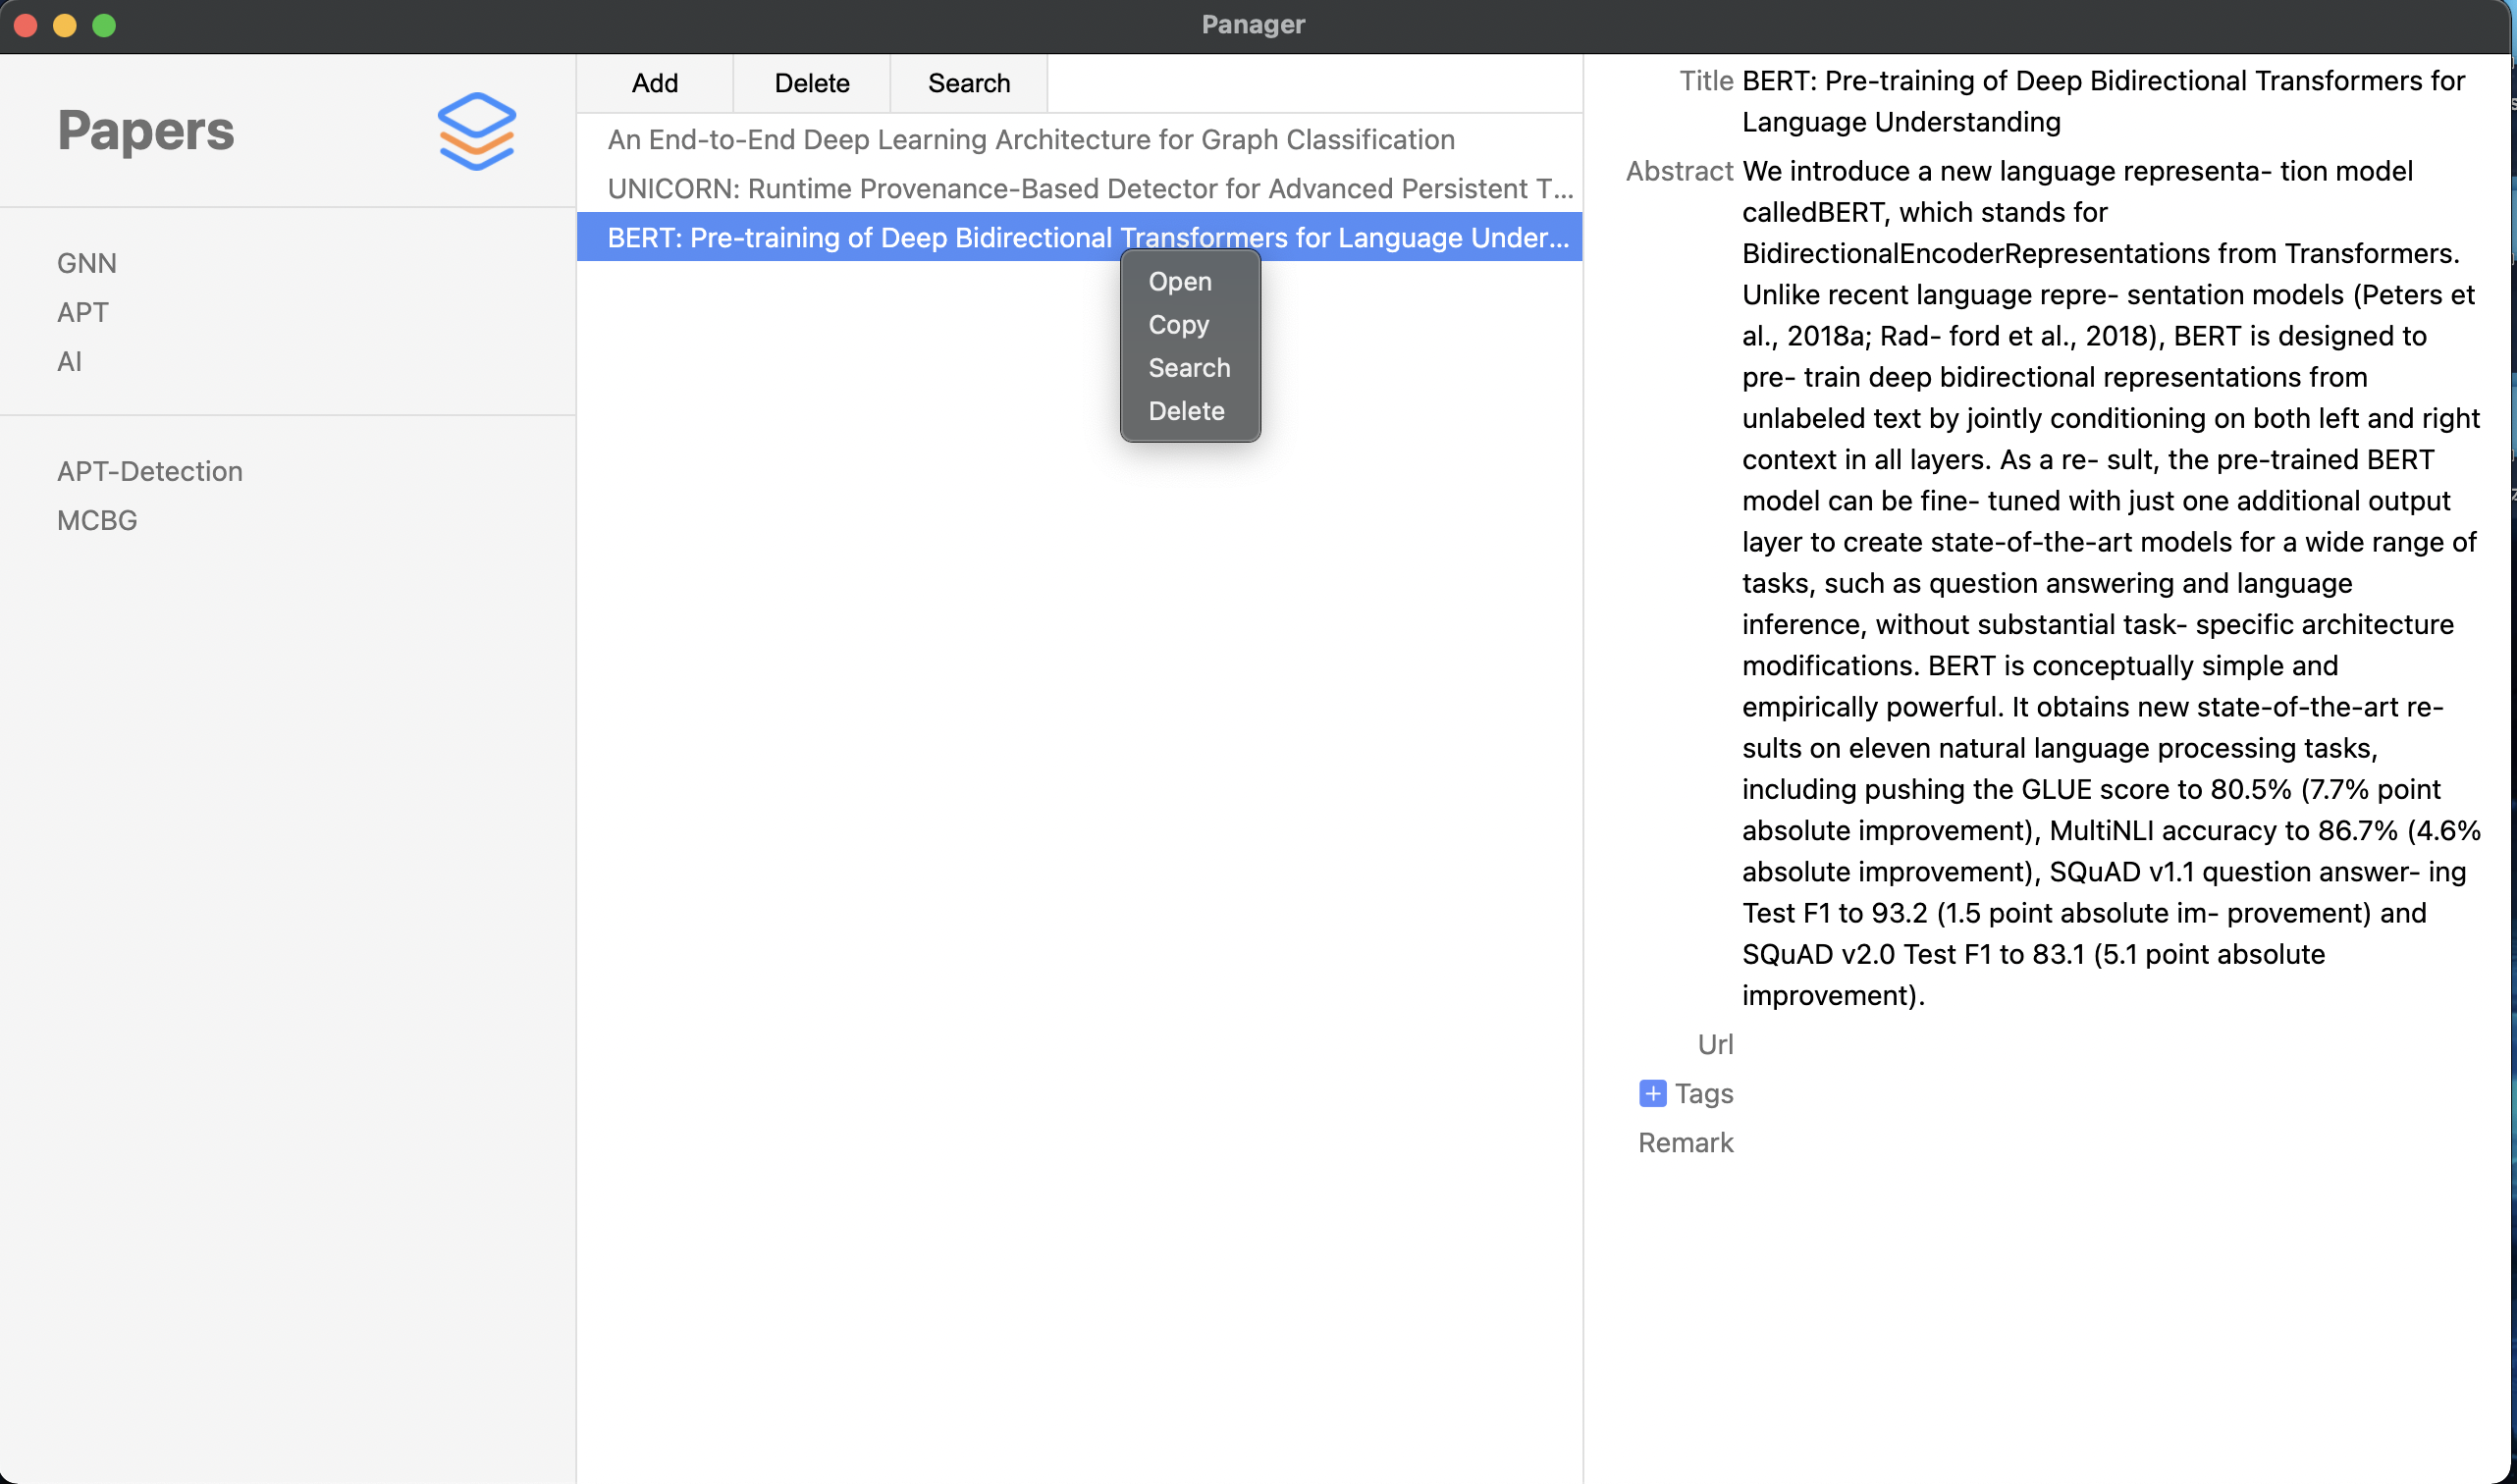 Panager
Papers
GNN
APT
AI
APT-Detection
MCBG
Add
Delete
Search
An End-to-End Deep Learning Architecture for Graph Classification
UNICORN: Runtime Provenance-Based Detector for Advanced Persistent T...
BERT: Pre-training of Deep Bidirectional Transformers for Language Under...
Open
Copy
Search
Delete
Title BERT: Pre-training of Deep Bidirectional Transformers for
Language Understanding
Abstract We introduce a new language representa- tion model
calledBERT, which stands for
BidirectionalEncoderRepresentations from Transformers.
Unlike recent language repre- sentation models (Peters et
al., 2018a; Rad- ford et al., 2018), BERT is designed to
pre- train deep bidirectional representations from
unlabeled text by jointly conditioning on both left and right
context in all layers. As a re- sult, the pre-trained BERT
model can be fine- tuned with just one additional output
layer to create state-of-the-art models for a wide range of
tasks, such as question answering and language
inference, without substantial task- specific architecture
modifications. BERT is conceptually simple and
empirically powerful. It obtains new state-of-the-art re-
sults on eleven natural language processing tasks,
including pushing the GLUE score to 80.5% (7.7% point
absolute improvement), MultiNLI accuracy to 86.7% (4.6%
absolute improvement), SQuAD v1.1 question answer- ing
Test F1 to 93.2 (1.5 point absolute im- provement) and
SQuAD v2.0 Test F1 to 83.1 (5.1 point absolute
improvement).
Url
+ Tags
Remark